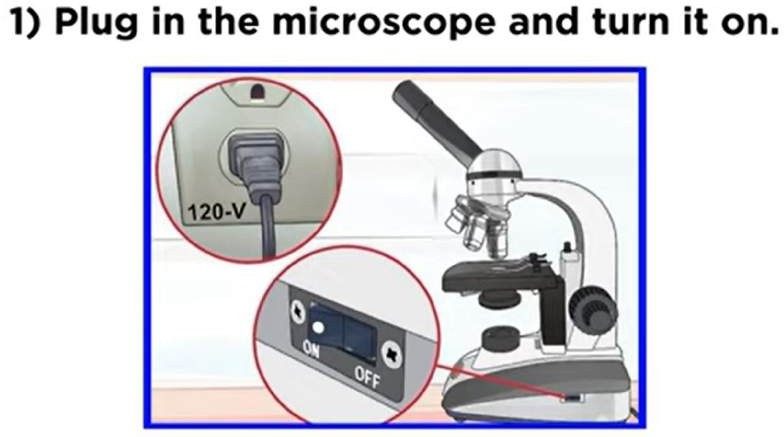 1) Plug in the microscope and turn it on.
120-V
ON
OFF